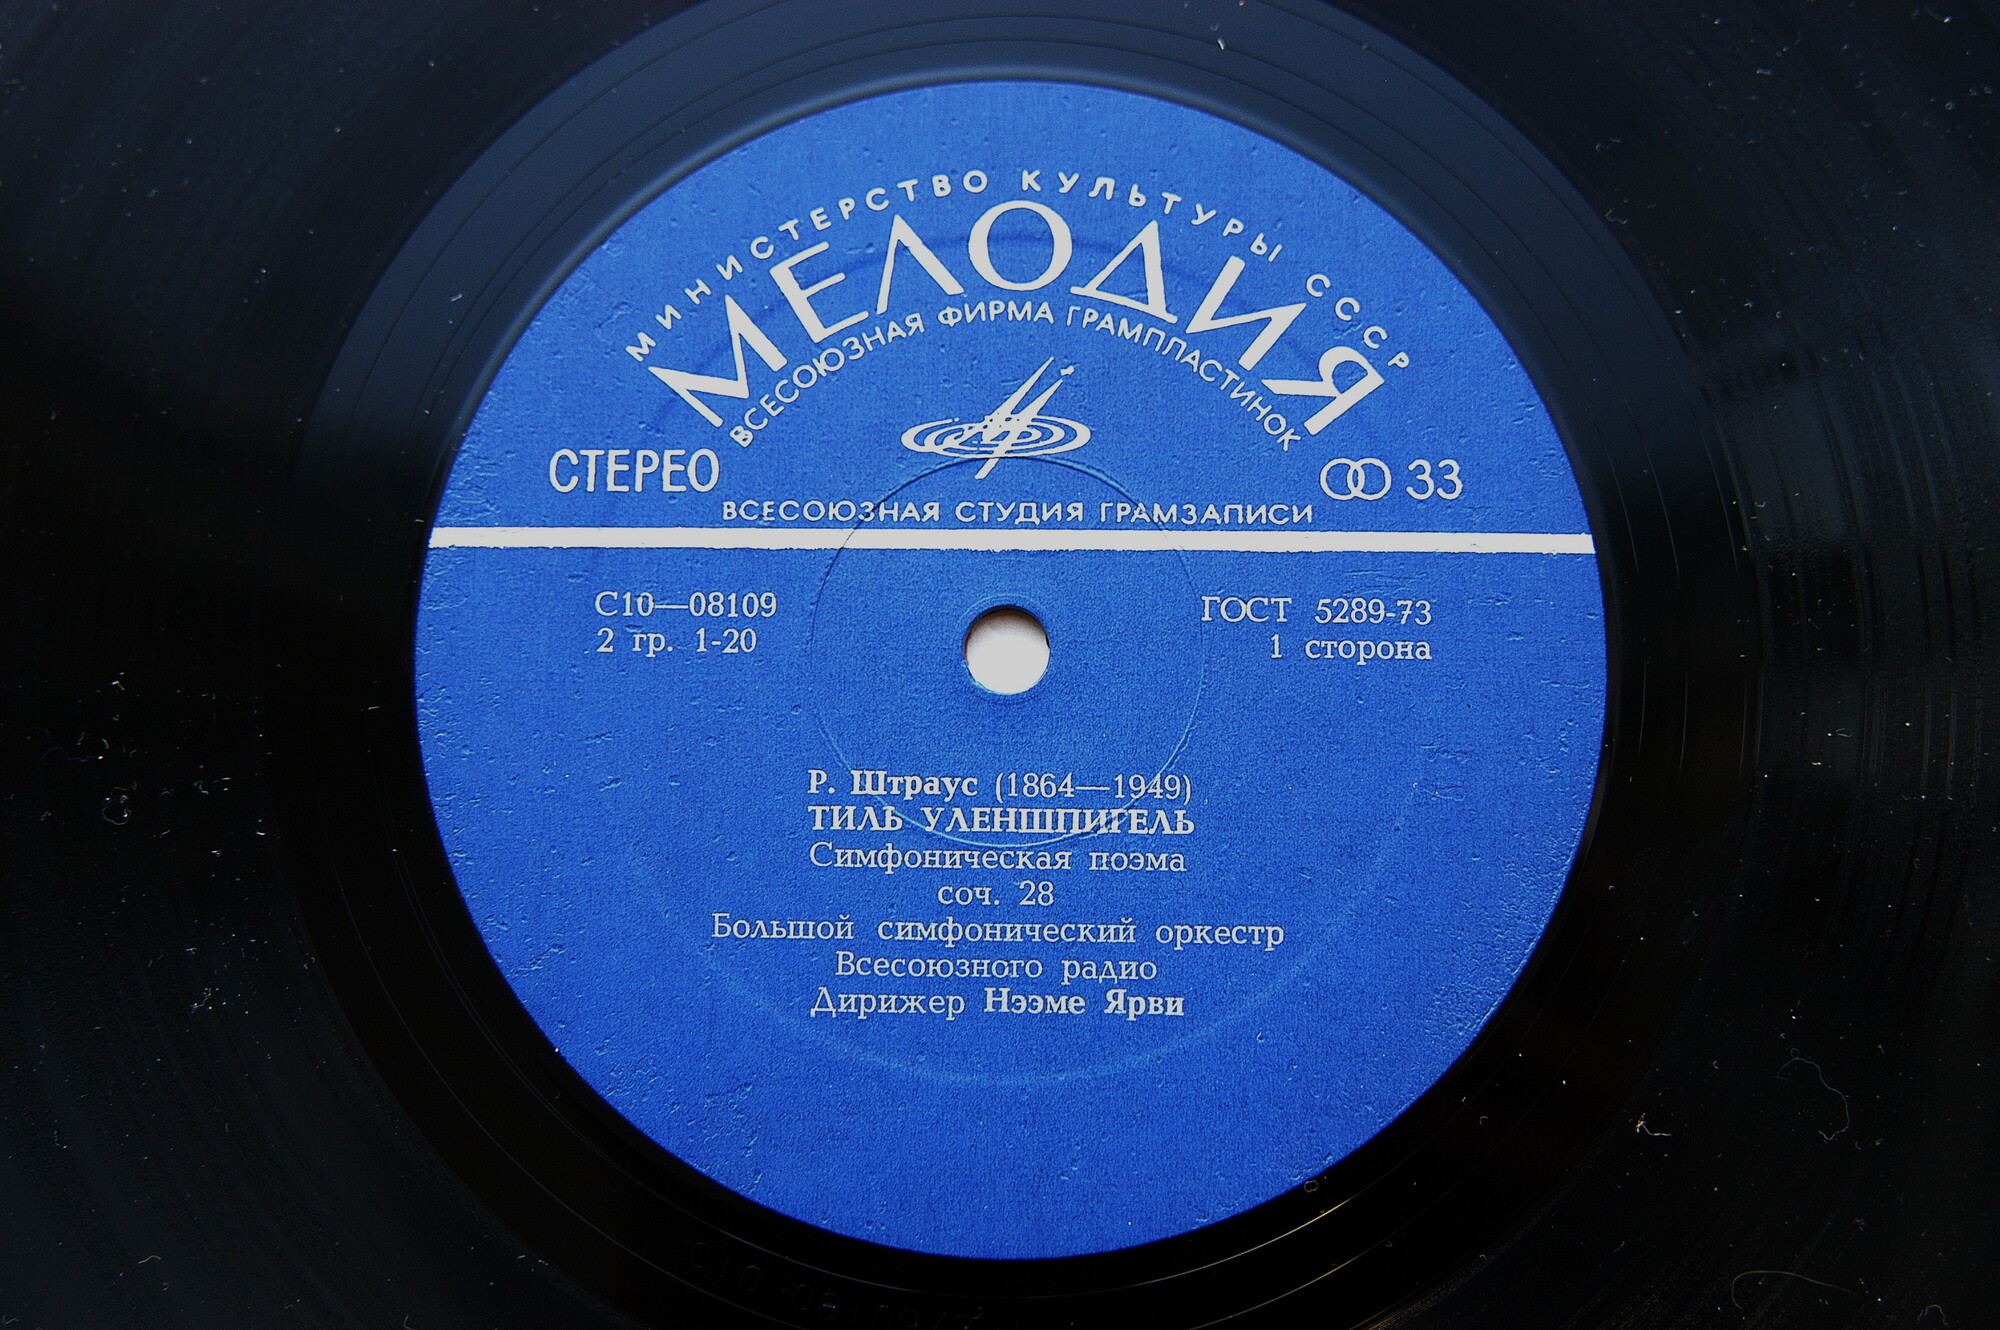 МИНИСТЕРСТВО КУЛЬТУРЫ СССР
МЕЛОДИЯ
ВСЕСОЮЗНАЯ ФИРМА ГРАМПЛАСТИНОК
СТЕРЕО
33
ВСЕСОЮЗНАЯ СТУДИЯ ГРАМЗАПИСИ
С10—08109
2 гр. 1-20
ГОСТ 5289-73
1 сторона
Р. Штраус (1864—1949)
ТИЛЬ УЛЕНШПИГЕЛЬ
Симфоническая поэма
соч. 28
Большой симфонический оркестр
Всесоюзного радио
Дирижер Нээме Ярви